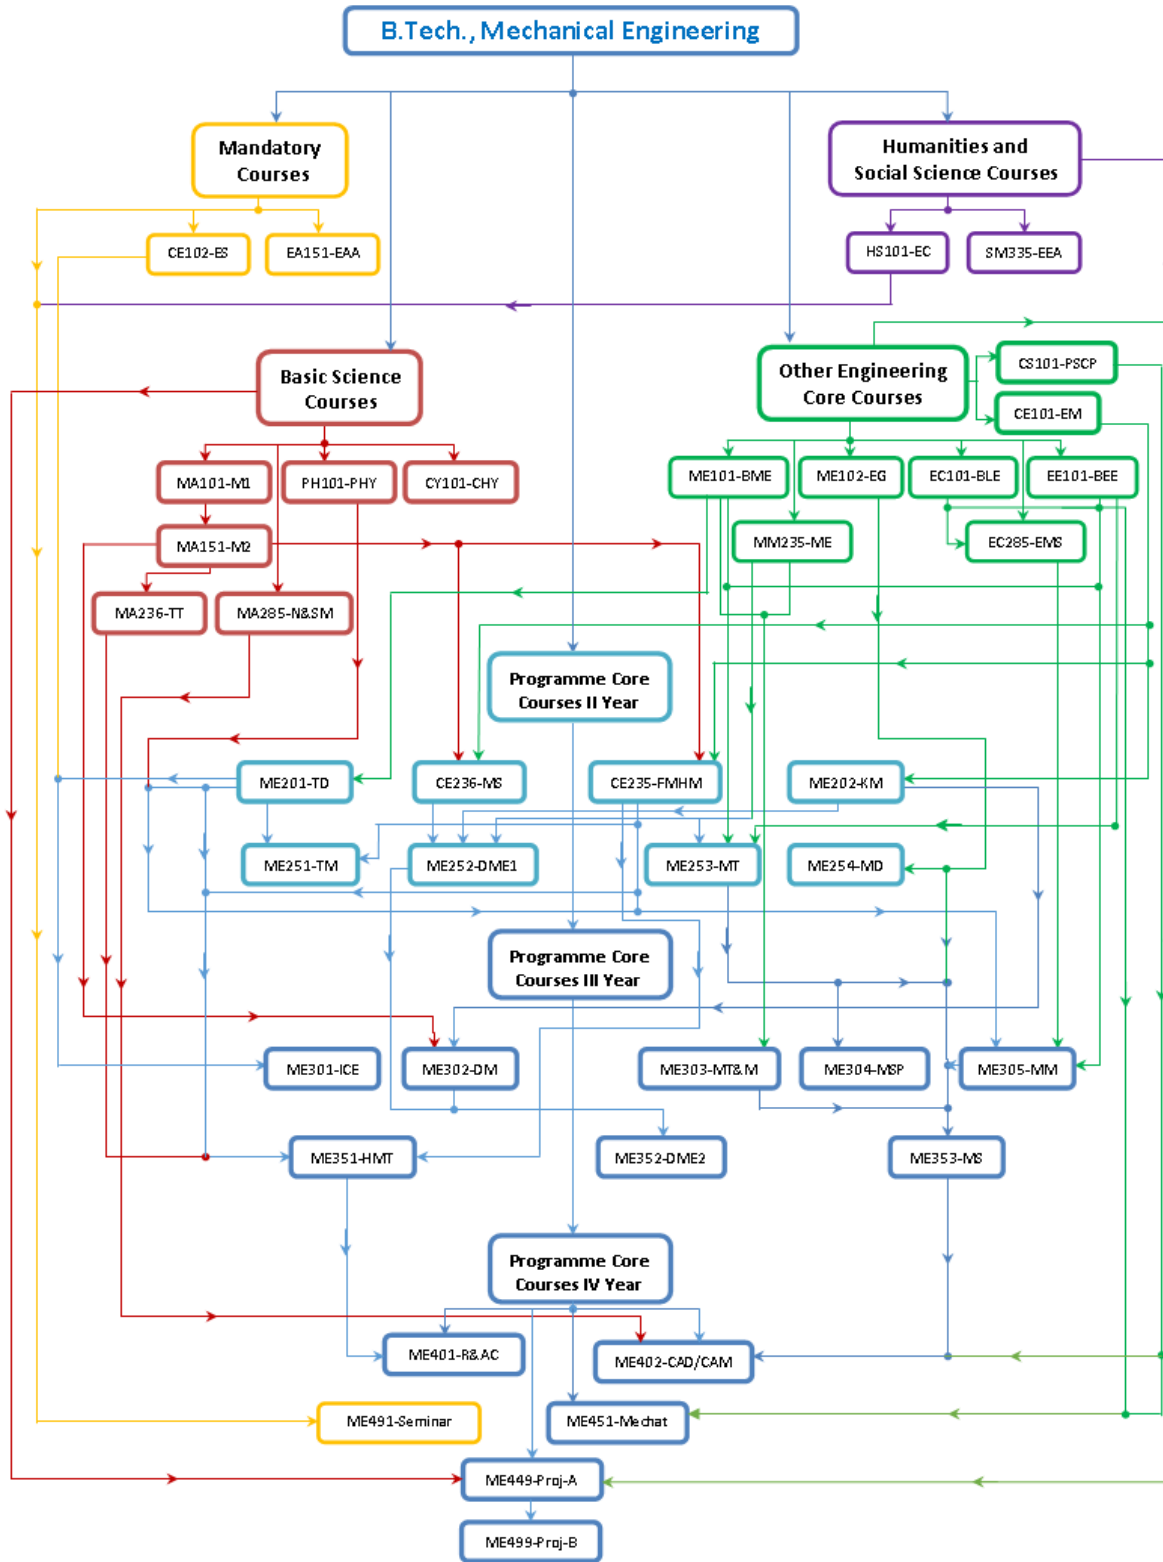 B.Tech., Mechanical Engineering
Mandatory
Courses
Humanities and
Social Science Courses
CE102-ES
EA151-EAA
HS101-EC
SM335-EEA
Basic Science
Courses
Other Engineering
Core Courses
CS101-PSCP
CE101-EM
MA101-M1
PH101-PHY
CY101-CHY
ME101-BME
ME102-EG
EC101-BLE
EE101-BEE
MA151-M2
MM235-ME
EC285-EMS
MA236-TT
MA285-N&SM
Programme Core
Courses II Year
ME201-TD
CE236-MS
CE235-FMHM
ME202-KM
ME251-TM
ME252-DME1
ME253-MT
ME254-MD
Programme Core
Courses III Year
ME301-ICE
ME302-DM
ME303-MT&M
ME304-MSP
ME305-MM
ME351-HMT
ME352-DME2
ME353-MS
Programme Core
Courses IV Year
ME401-R&AC
ME402-CAD/CAM
ME491-Seminar
ME451-Mechat
ME449-Proj-A
ME499-Proj-B